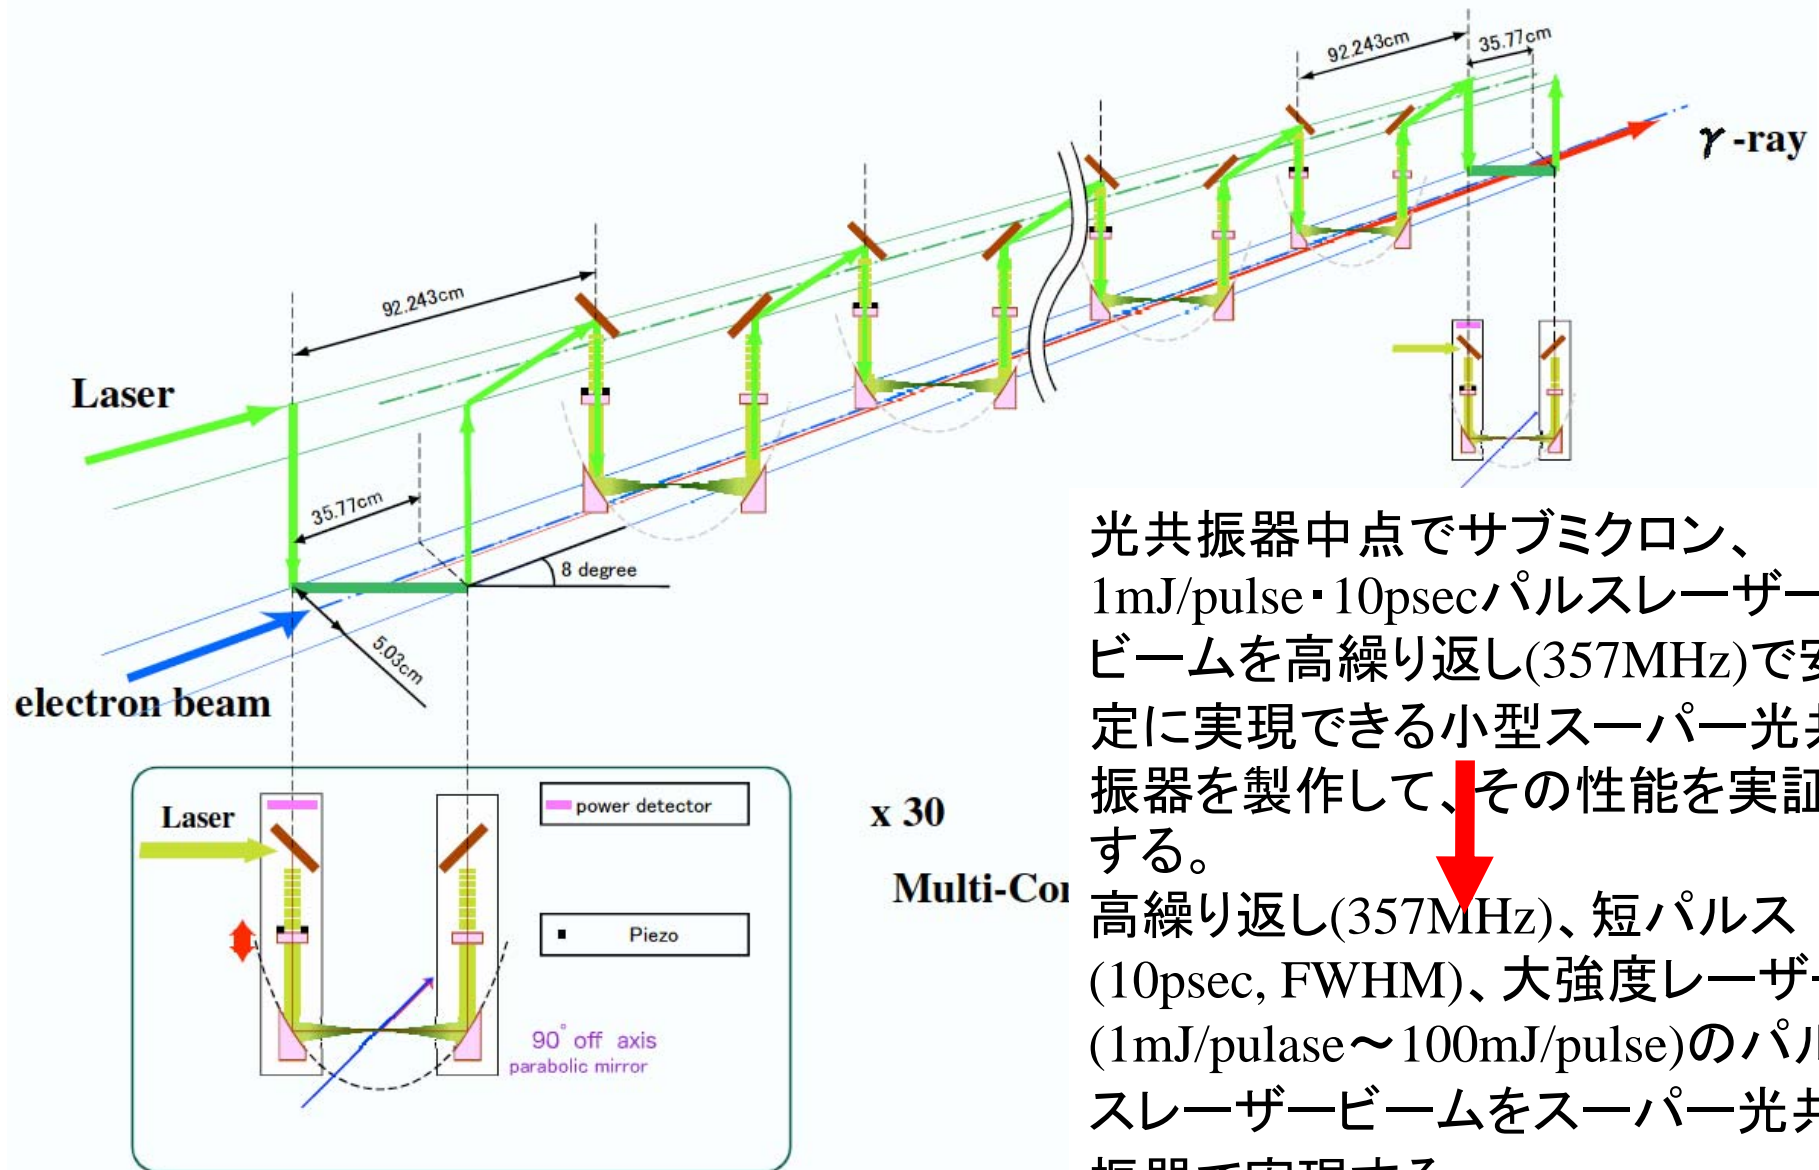 92.243cm
35.77cm
γ-ray
92.243cm
Laser
35.77cm
8 degree
5.03cm
electron beam
Laser
power detector
Piezo
90° off axis
parabolic mirror
x 30
光共振器中点でサブミクロン、
1mJ/pulse・10psecパルスレーザー
ビームを高繰り返し(357MHz)で安
定に実現できる小型スーパー光共
振器を製作して、その性能を実証
する。
高繰り返し(357MHz)、短パルス
(10psec, FWHM)、大強度レーザー
(1mJ/pulase~100mJ/pulse)のパル
スレーザービームをスーパー光共